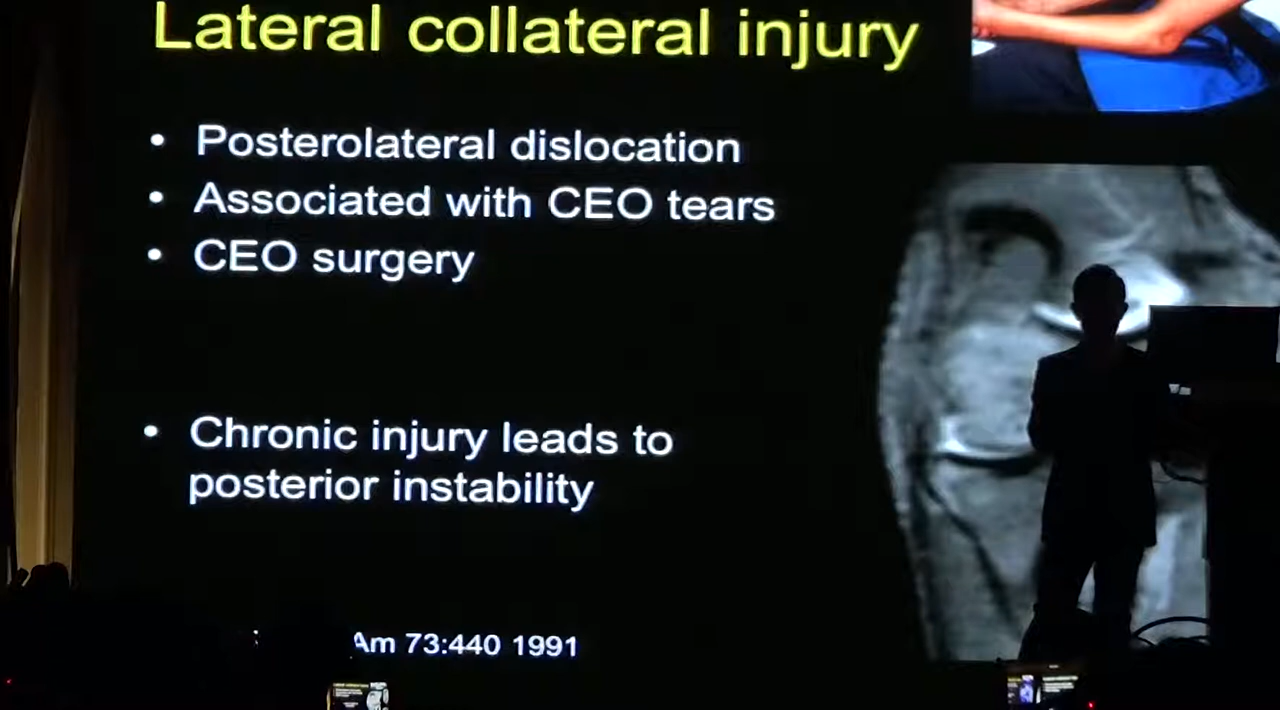 Lateral collateral injury
• Posterolateral dislocation
• Associated with CEO tears
• CEO surgery
• Chronic injury leads to
posterior instability
Am 73:440 1991